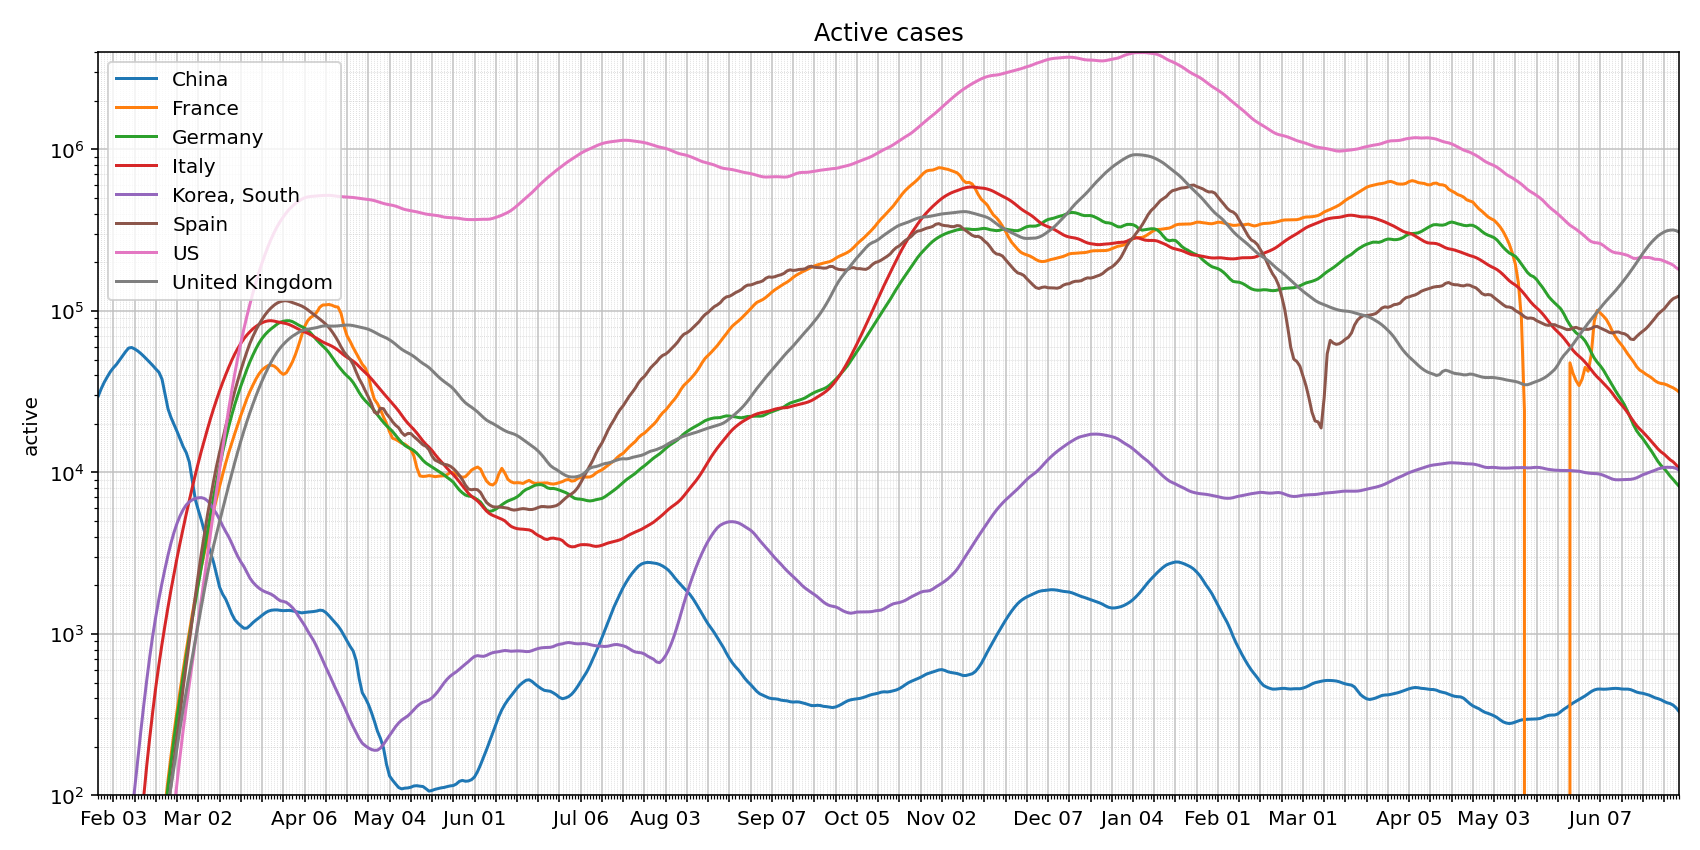 Active cases
China
France
Germany
Italy
Korea, South
Spain
US
United Kingdom
active
10^6
10^5
10^4
10^3
10^2
Feb 03 Mar 02 Apr 06 May 04 Jun 01 Jul 06 Aug 03 Sep 07 Oct 05 Nov 02 Dec 07 Jan 04 Feb 01 Mar 01 Apr 05 May 03 Jun 07